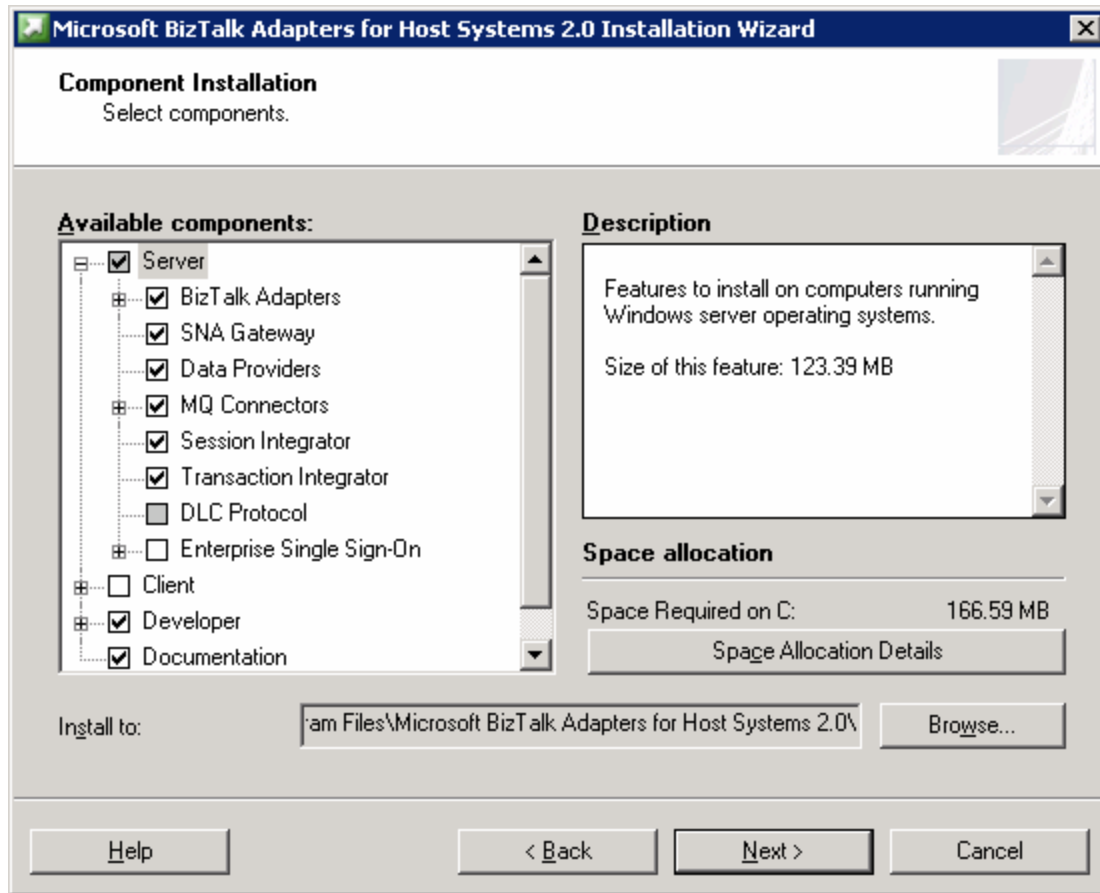 Microsoft BizTalk Adapters for Host Systems 2.0 Installation Wizard
Component Installation
Select components.
Available components:
Server
BizTalk Adapters
SNA Gateway
Data Providers
MQ Connectors
Session Integrator
Transaction Integrator
DLC Protocol
Enterprise Single Sign-On
Client
Developer
Documentation
Description
Features to install on computers running
Windows server operating systems.
Size of this feature: 123.39 MB
Space allocation
Space Required on C: 166.59 MB
Space Allocation Details
Install to: ram Files\Microsoft BizTalk Adapters for Host Systems 2.0\ Browse...
Help < Back Next > Cancel